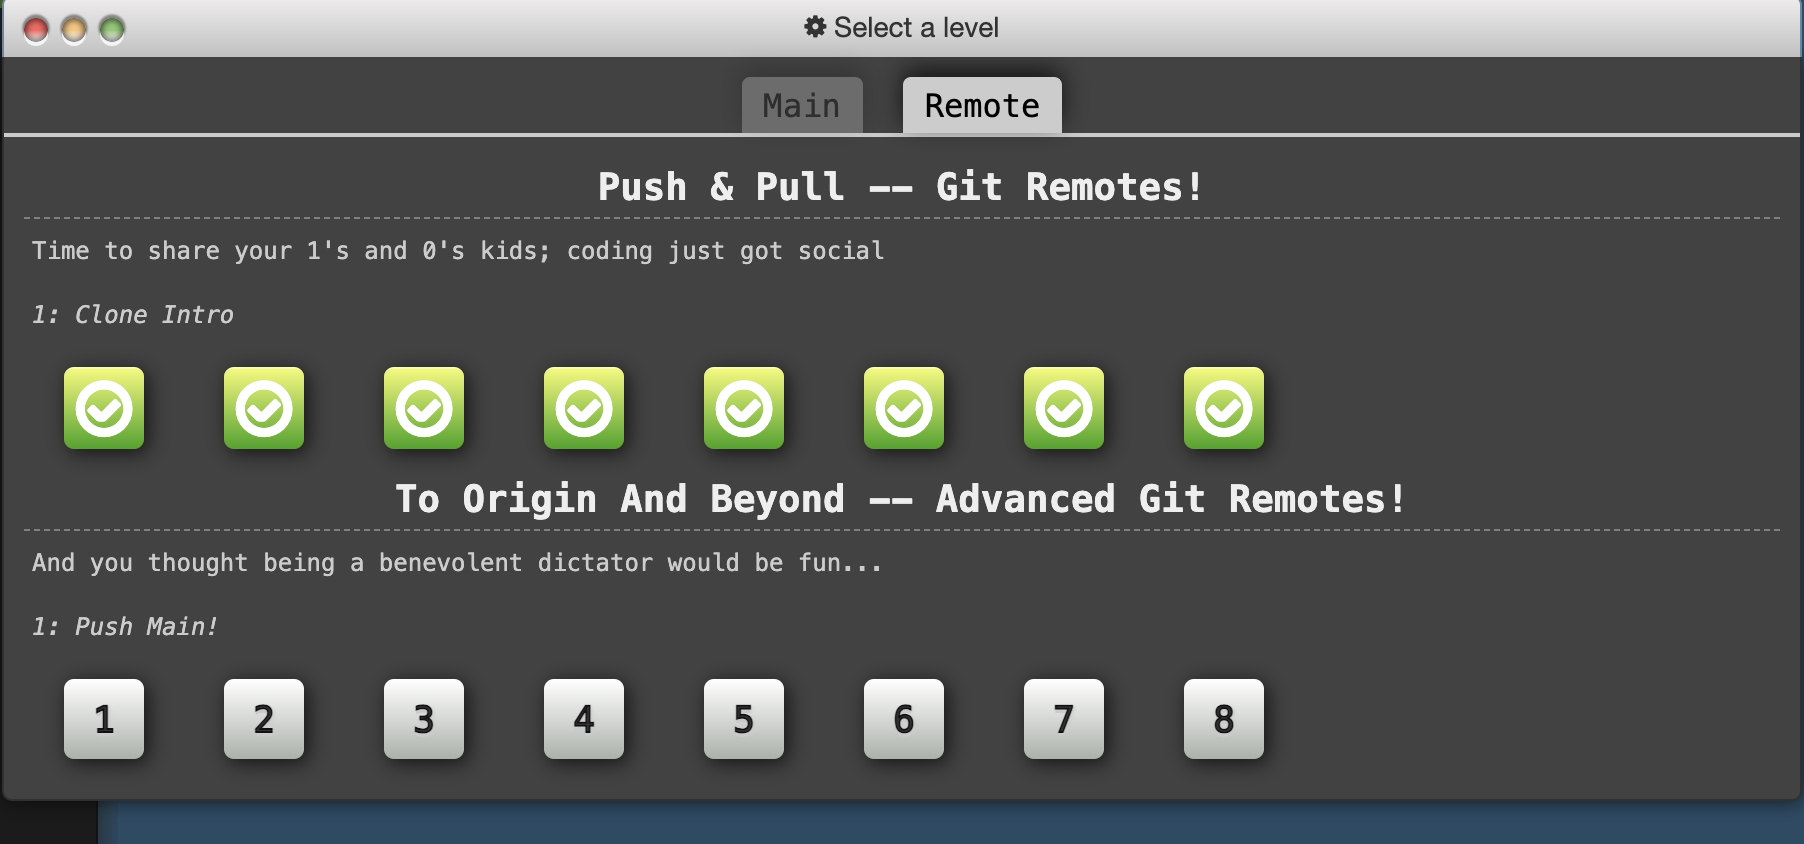 Select a level
Main
Remote
Push & Pull -- Git Remotes!
Time to share your 1's and 0's kids; coding just got social
1: Clone Intro
To Origin And Beyond -- Advanced Git Remotes!
And you thought being a benevolent dictator would be fun...
1: Push Main!
1 2 3 4 5 6 7 8